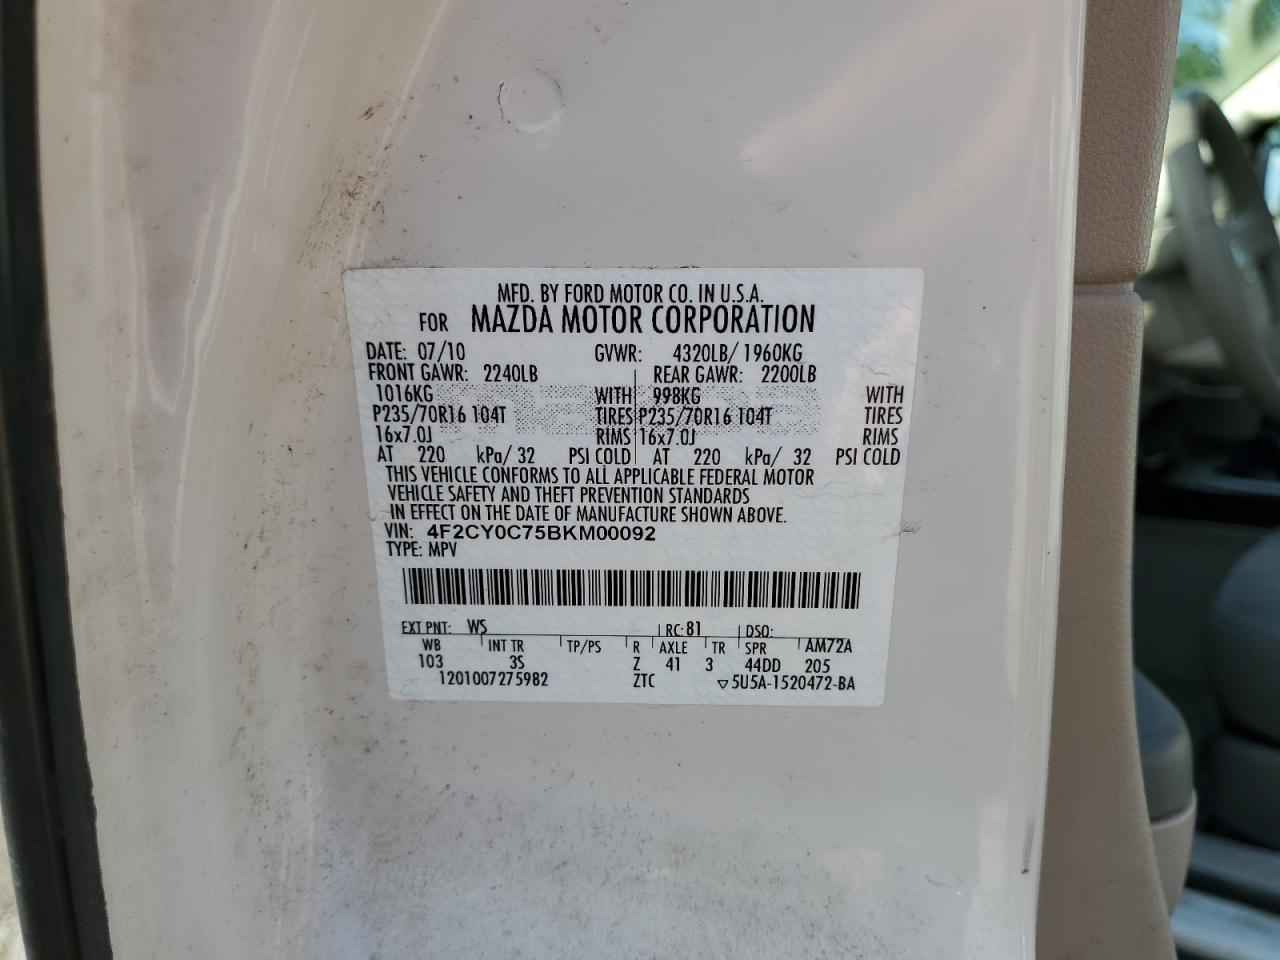 MFD. BY FORD MOTOR CO. IN U.S.A.
FOR MAZDA MOTOR CORPORATION
DATE: 07/10 GVWR: 4320LB/ 1960KG
FRONT GAWR: 2240LB REAR GAWR: 2200LB
1016KG WITH 998KG WITH
P235/70R16 104T TIRES P235/70R16 104T TIRES
16x7.0J RIMS 16x7.0J RIMS
AT 220 kPa/ 32 PSI COLD AT 220 kPa/ 32 PSI COLD
THIS VEHICLE CONFORMS TO ALL APPLICABLE FEDERAL MOTOR
VEHICLE SAFETY AND THEFT PREVENTION STANDARDS
IN EFFECT ON THE DATE OF MANUFACTURE SHOWN ABOVE.
VIN: 4F2CY0C75BKM00092
TYPE: MPV
EXT PNT: WS RC: 81 DSO:
WB INT TR TP/PS R AXLE TR SPR AM72A
103 3S Z 41 3 44DD 205
1201007275982 ZTC ▽5U5A-1520472-BA